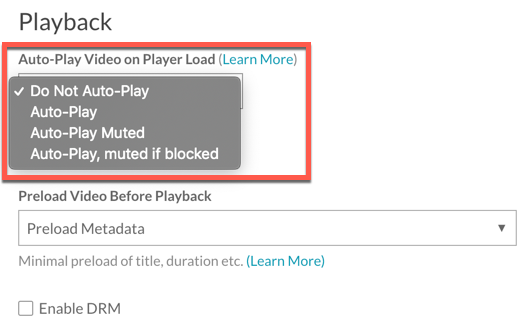 Playback
Auto-Play Video on Player Load (Learn More)
✓ Do Not Auto-Play
Auto-Play
Auto-Play Muted
Auto-Play, muted if blocked
Preload Video Before Playback
Preload Metadata ▼
Minimal preload of title, duration etc. (Learn More)
Enable DRM